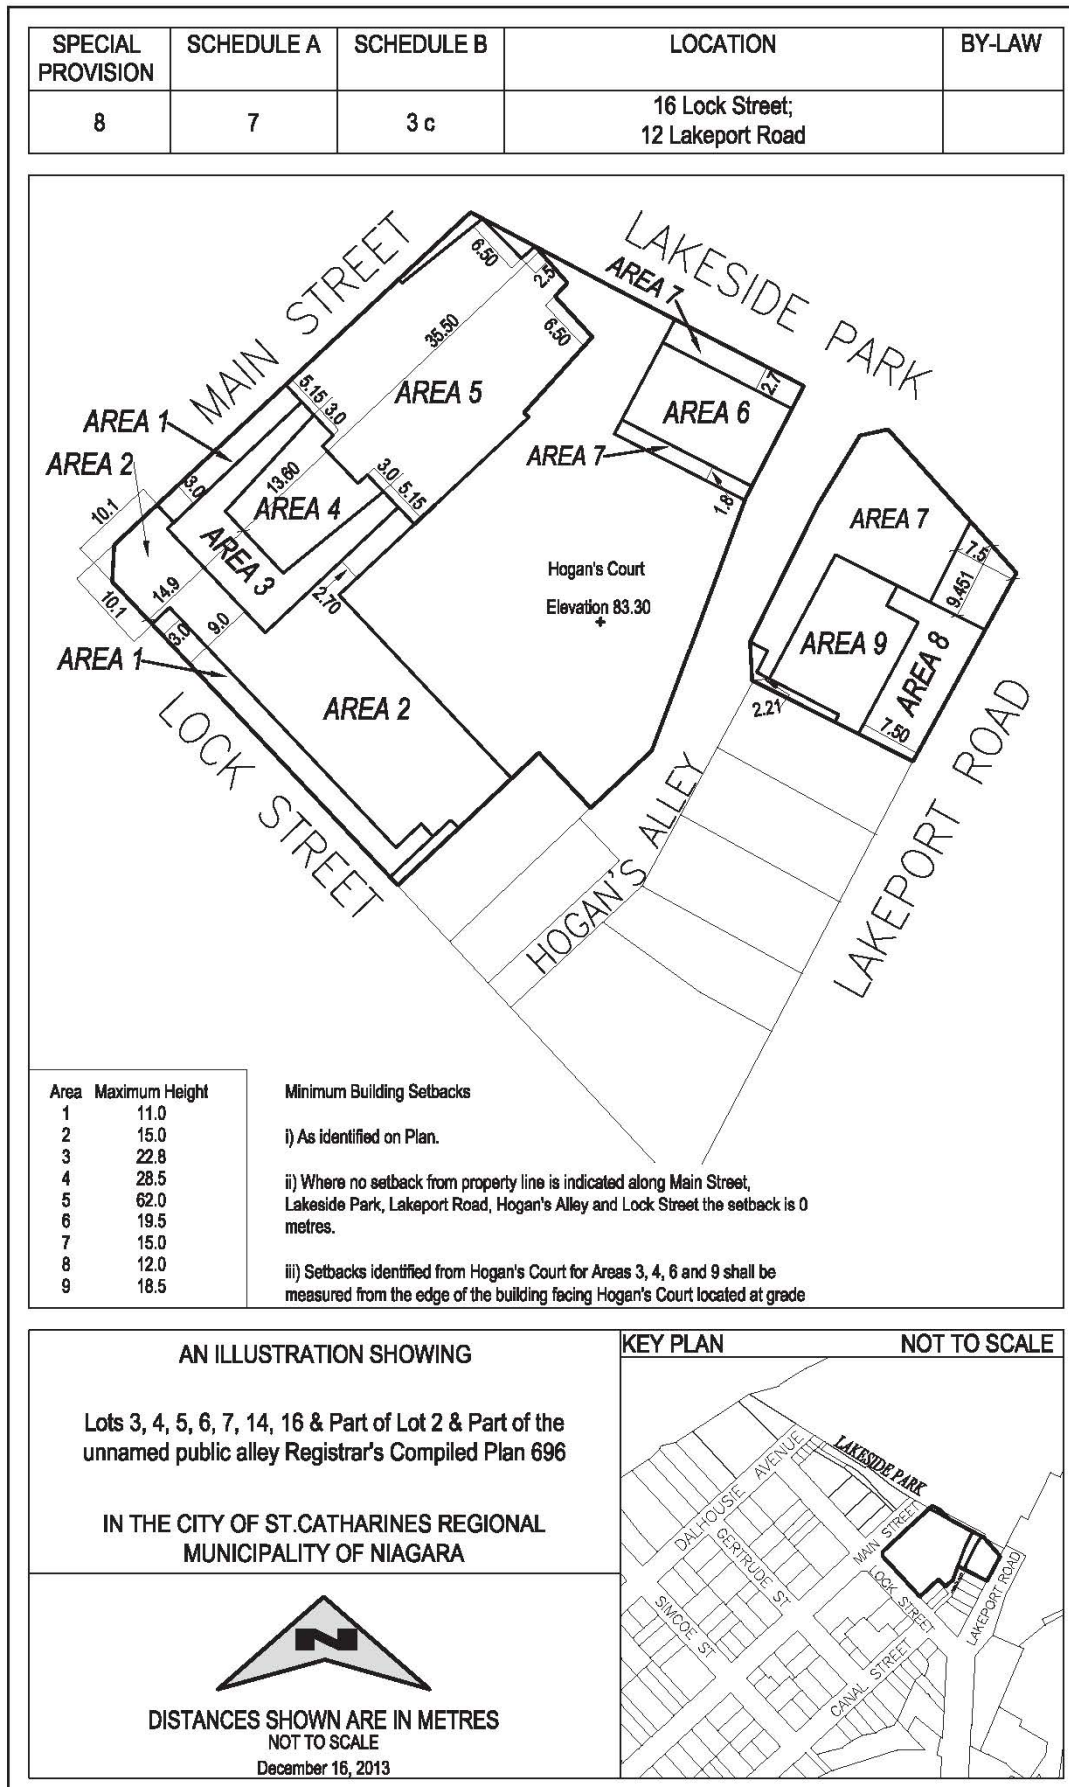 SPECIAL PROVISION
SCHEDULE A
SCHEDULE B
LOCATION
BY-LAW
8
7
3 c
16 Lock Street;
12 Lakeport Road
MAIN STREET
LAKESIDE PARK
6.50
2.5
AREA 7
35.50
6.50
5.15
3.0
AREA 5
2.7
AREA 1
AREA 6
AREA 2
AREA 7
3.0
13.60
3.0
5.15
1.8
10.1
AREA 4
AREA 7
AREA 3
7.5
Hogan's Court
Elevation 83.30
+
9.451
10.1
14.9
2.70
3.0
9.0
AREA 9
AREA 8
AREA 1
AREA 2
2.21
7.50
LOCK STREET
HOGAN'S ALLEY
LAKEPORT ROAD
Area Maximum Height
1 11.0
2 15.0
3 22.8
4 28.5
5 62.0
6 19.5
7 15.0
8 12.0
9 18.5
Minimum Building Setbacks
i) As identified on Plan.
ii) Where no setback from property line is indicated along Main Street,
Lakeside Park, Lakeport Road, Hogan's Alley and Lock Street the setback is 0
metres.
iii) Setbacks identified from Hogan's Court for Areas 3, 4, 6 and 9 shall be
measured from the edge of the building facing Hogan's Court located at grade
AN ILLUSTRATION SHOWING
Lots 3, 4, 5, 6, 7, 14, 16 & Part of Lot 2 & Part of the
unnamed public alley Registrar's Compiled Plan 696
IN THE CITY OF ST.CATHARINES REGIONAL
MUNICIPALITY OF NIAGARA
N
DISTANCES SHOWN ARE IN METRES
NOT TO SCALE
December 16, 2013
KEY PLAN
NOT TO SCALE
LAKESIDE PARK
DALHOUSIE AVENUE
GERTRUDE ST
MAIN STREET
LOCK STREET
SIMCOE ST
CANAL STREET
LAKEPORT ROAD